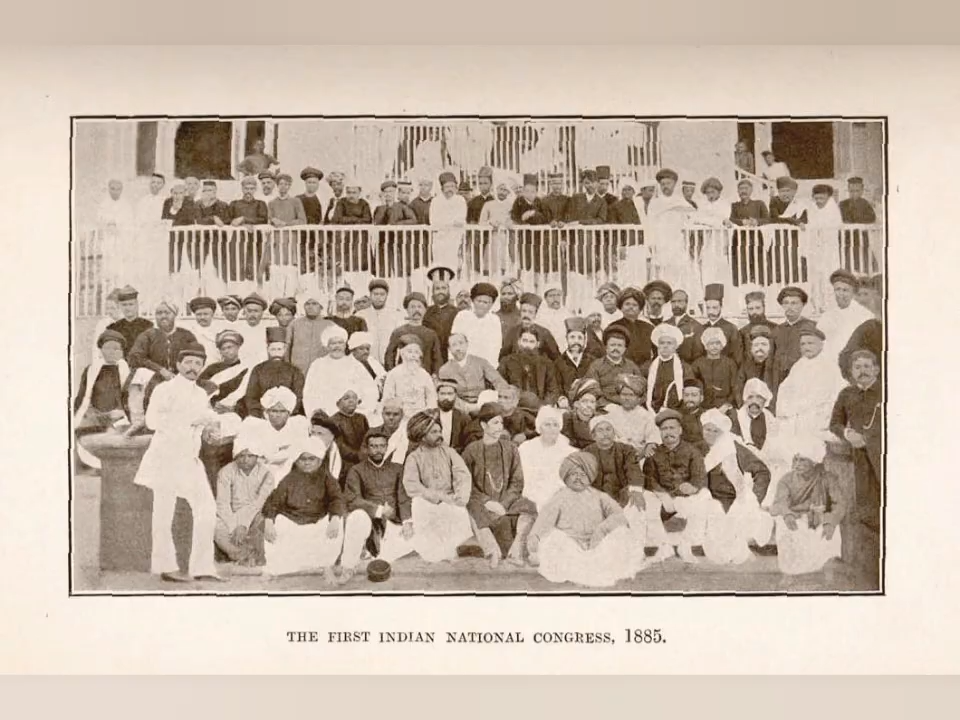 THE FIRST INDIAN NATIONAL CONGRESS, 1885.